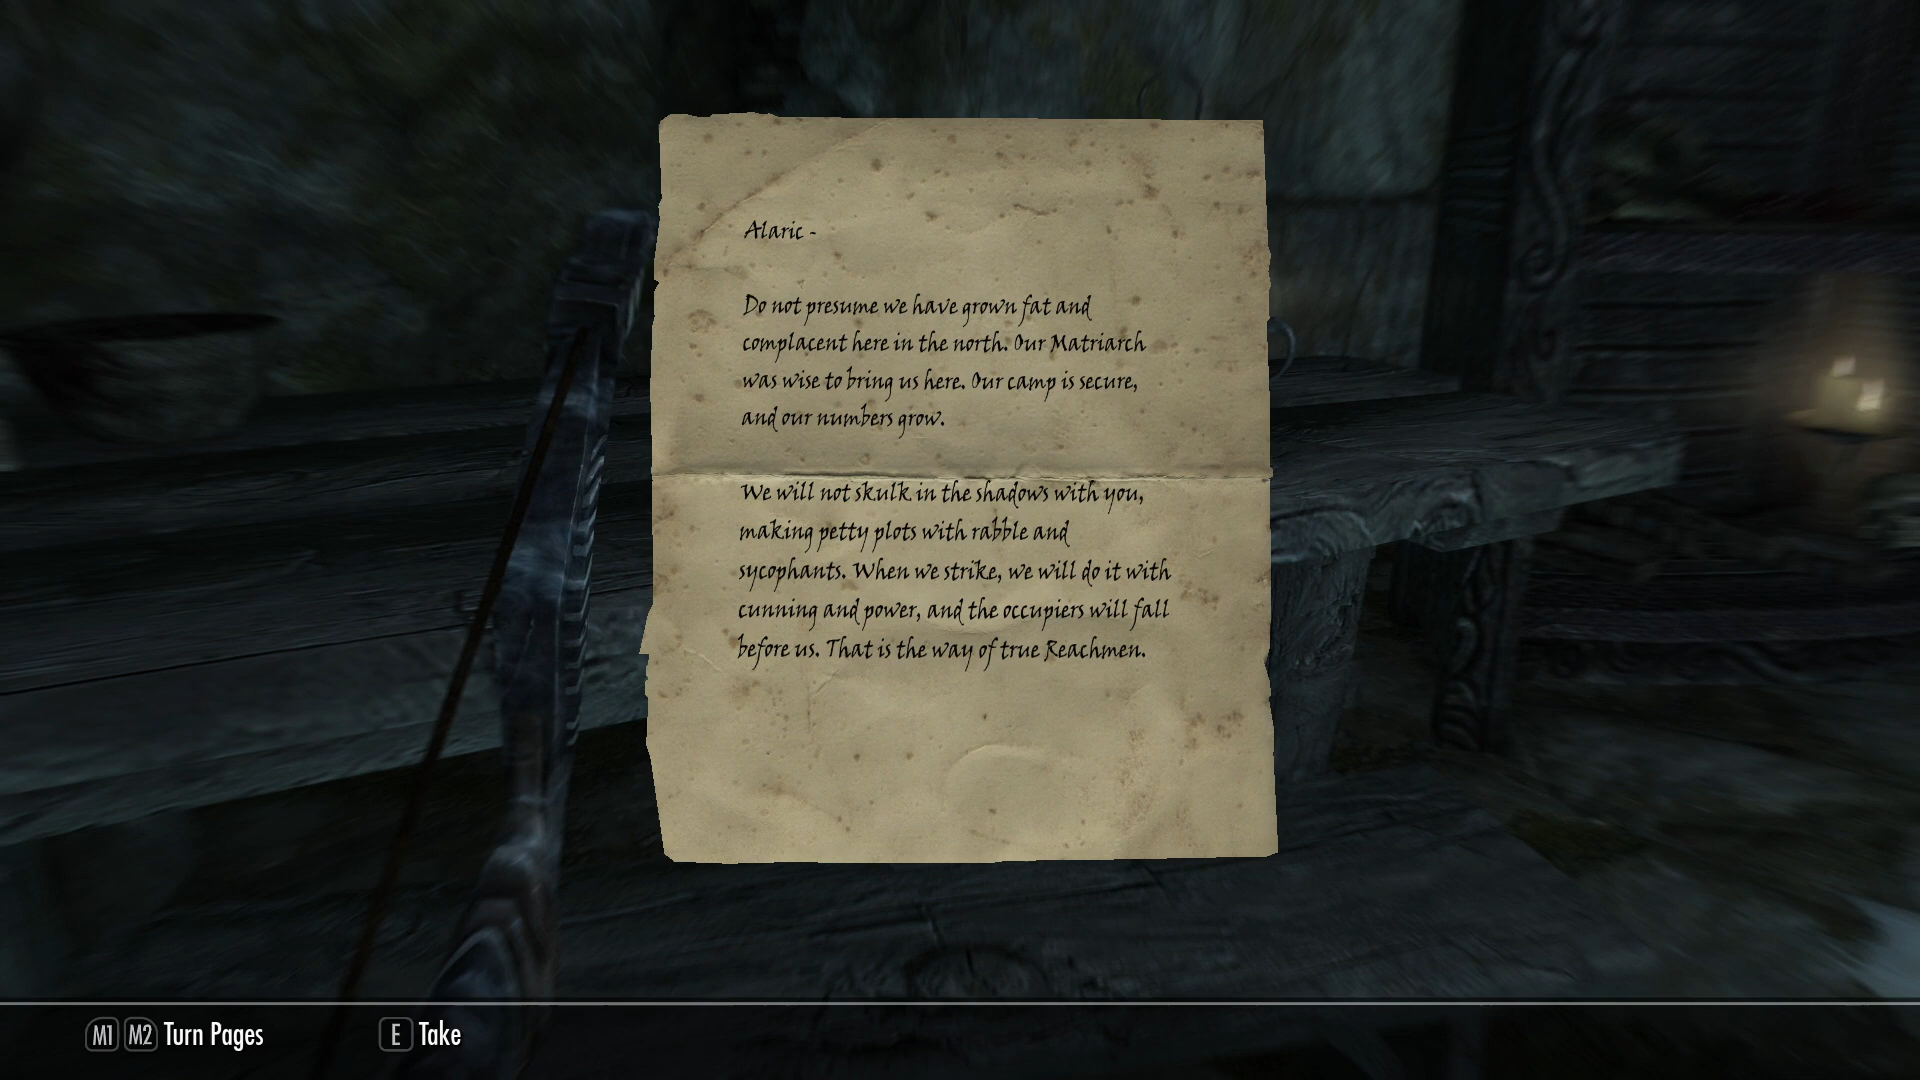 Alaric -
Do not presume we have grown fat and
complacent here in the north. Our Matriarch
was wise to bring us here. Our camp is secure,
and our numbers grow.
We will not skulk in the shadows with you,
making petty plots with rabble and
sycophants. When we strike, we will do it with
cunning and power, and the occupiers will fall
before us. That is the way of true Reachmen.
M1 M2 Turn Pages E Take